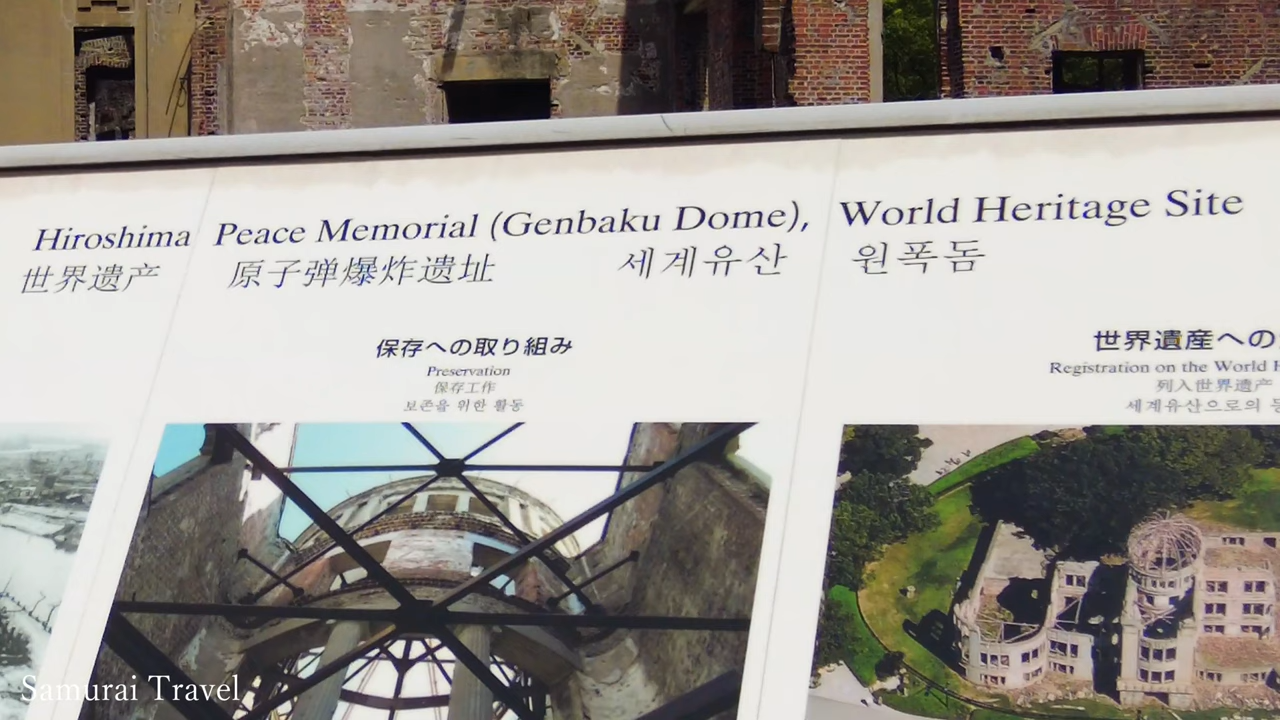 Hiroshima Peace Memorial (Genbaku Dome), World Heritage Site
世界遗产 原子弹爆炸遗址 세계유산 원폭돔
保存への取り組み
Preservation
保存工作
보존을 위한 활동
世界遺産への
Registration on the World
列入世界遗产
세계유산으로의
Samurai Travel